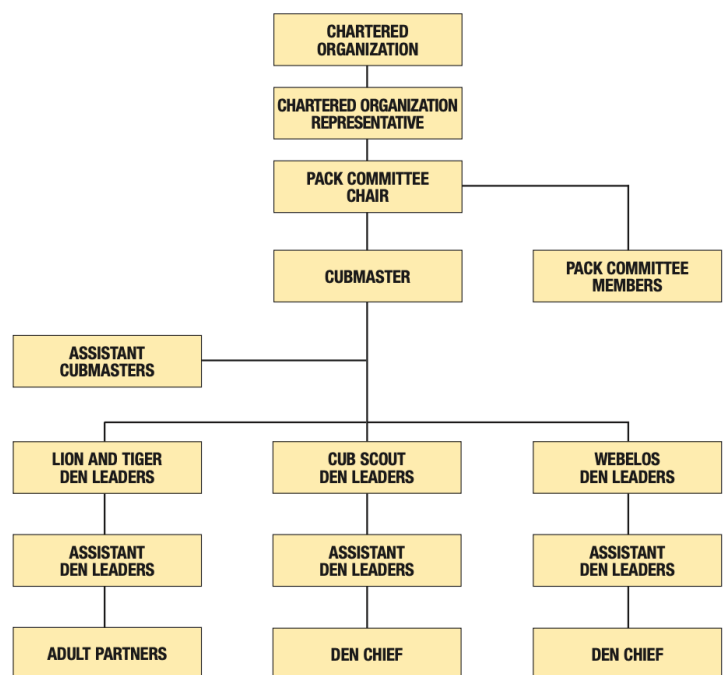 CHARTERED
ORGANIZATION
CHARTERED ORGANIZATION
REPRESENTATIVE
PACK COMMITTEE
CHAIR
CUBMASTER
PACK COMMITTEE
MEMBERS
ASSISTANT
CUBMASTERS
LION AND TIGER
DEN LEADERS
CUB SCOUT
DEN LEADERS
WEBELOS
DEN LEADERS
ASSISTANT
DEN LEADERS
ASSISTANT
DEN LEADERS
ASSISTANT
DEN LEADERS
ADULT PARTNERS
DEN CHIEF
DEN CHIEF